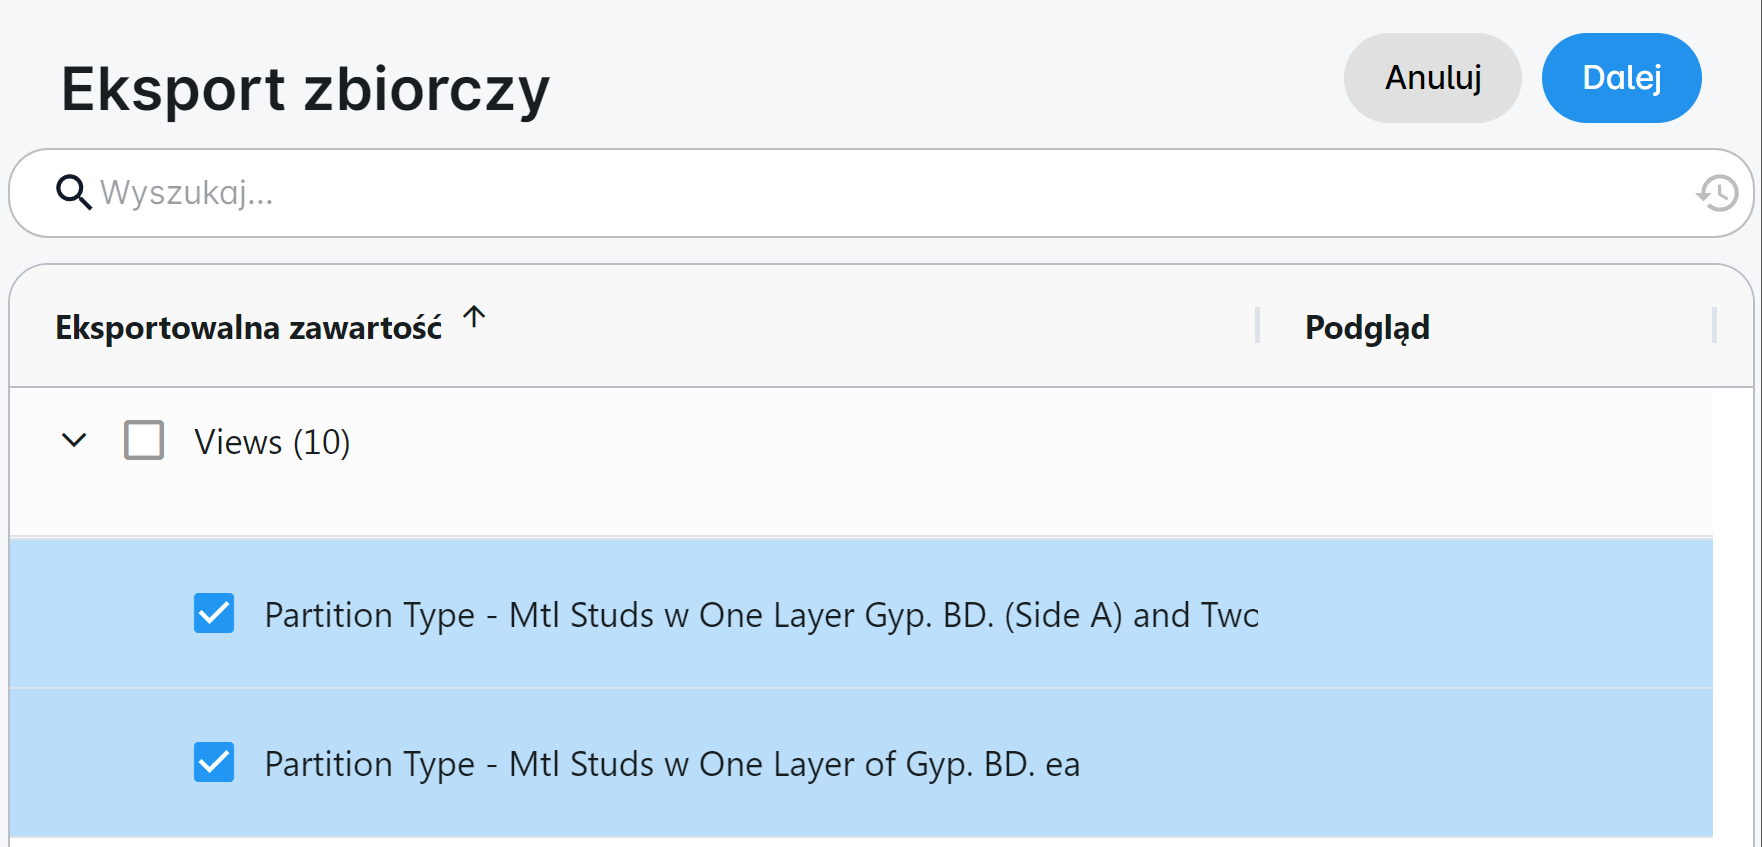 Eksport zbiorczy
Anuluj
Dalej
Wyszukaj...
Eksportowalna zawartość
Podgląd
Views (10)
Partition Type - Mtl Studs w One Layer Gyp. BD. (Side A) and Two
Partition Type - Mtl Studs w One Layer of Gyp. BD. ea